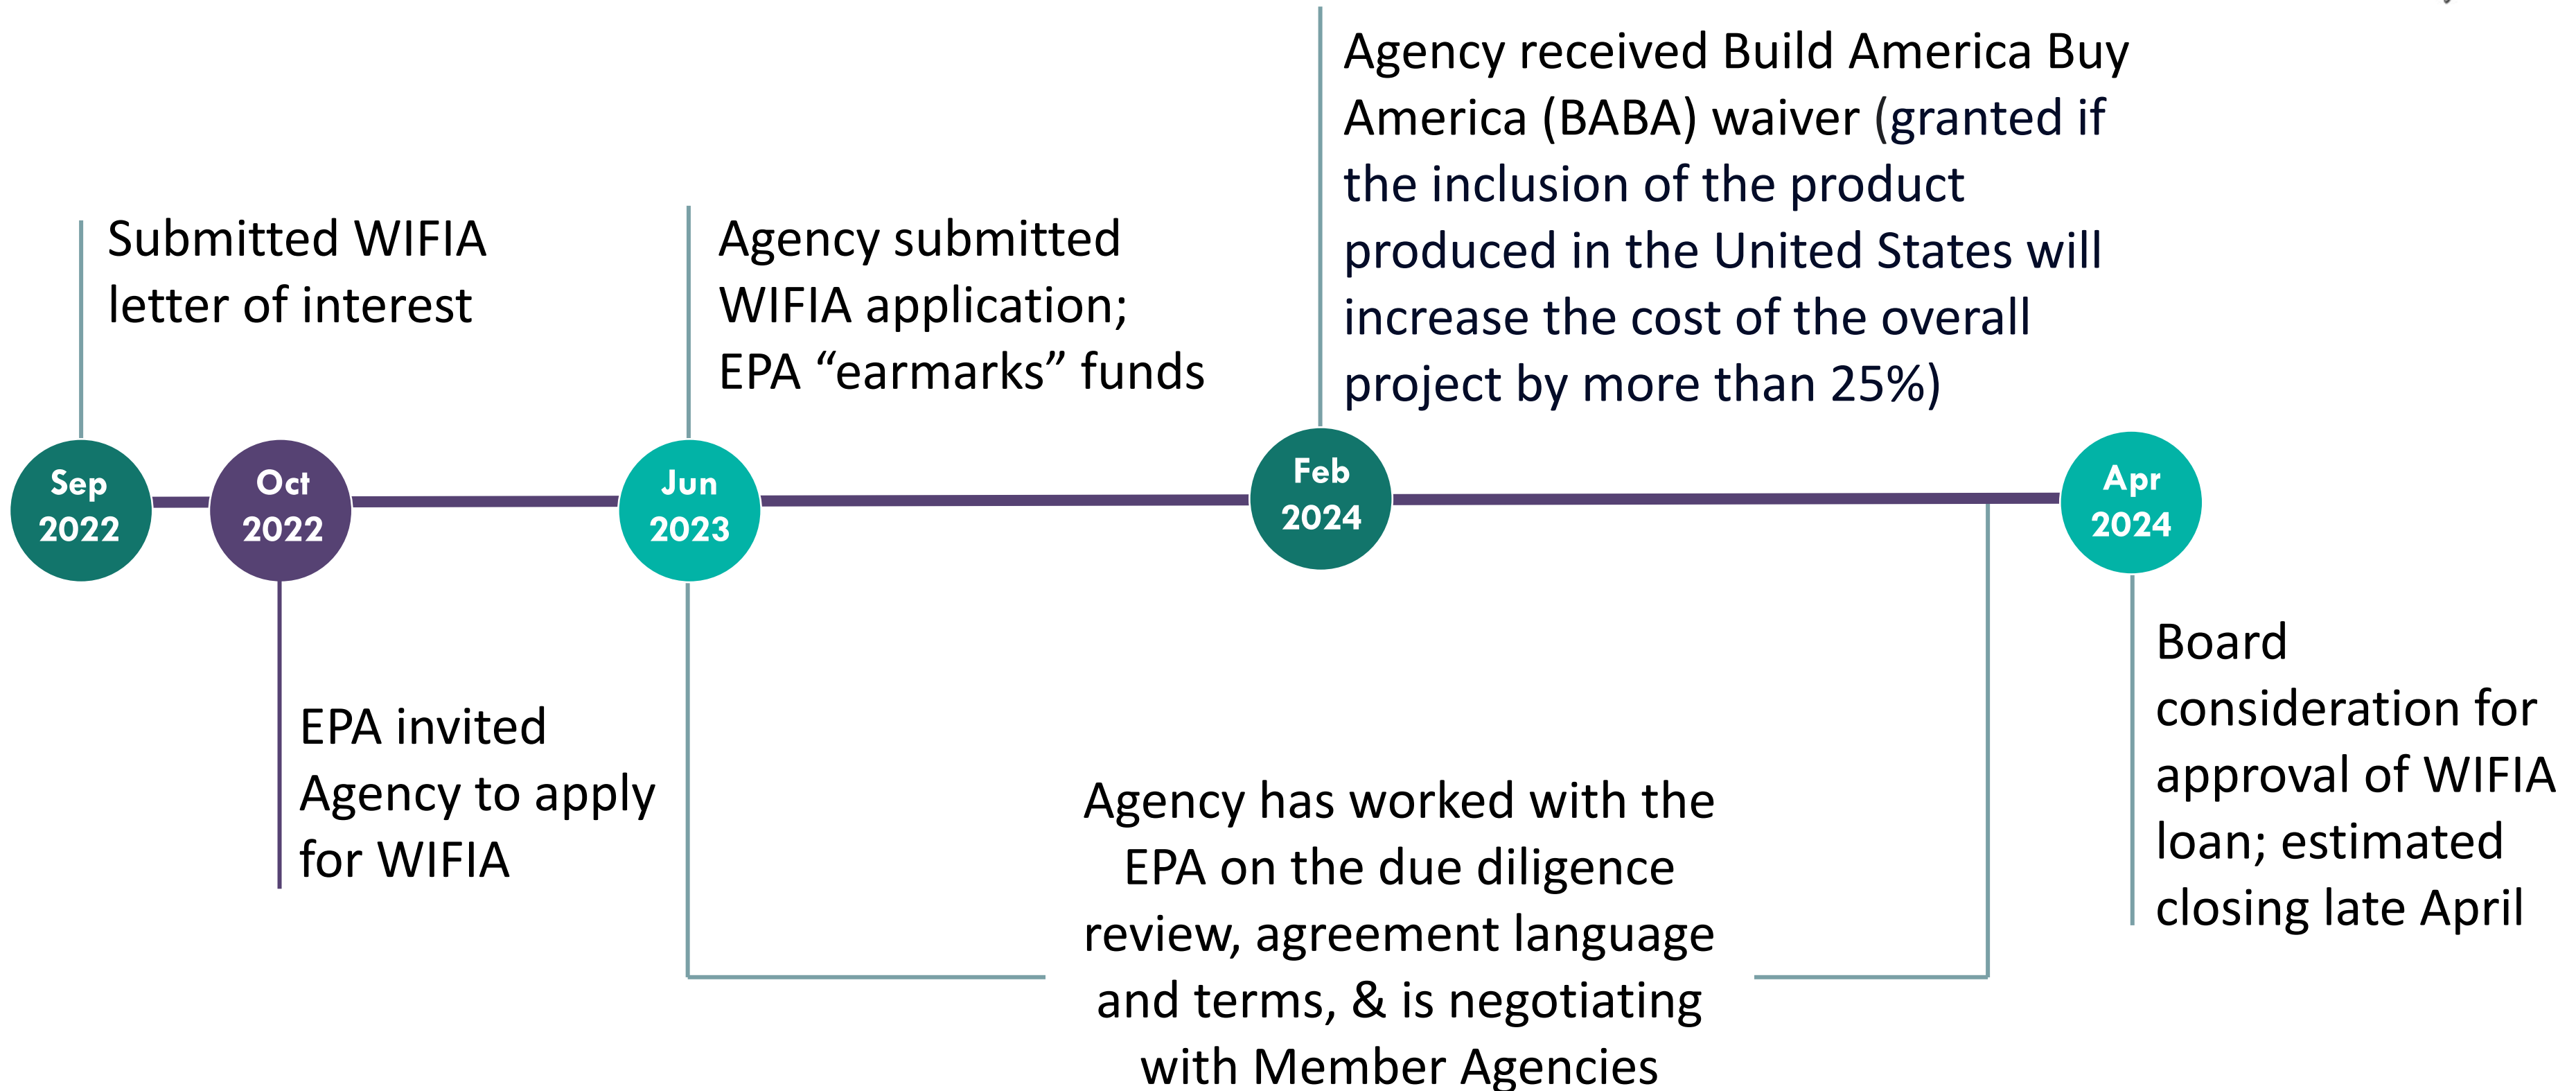 Sep
2022
Submitted WIFIA
letter of interest
Oct
2022
EPA invited
Agency to apply
for WIFIA
Jun
2023
Agency submitted
WIFIA application;
EPA “earmarks” funds
Agency has worked with the
EPA on the due diligence
review, agreement language
and terms, & is negotiating
with Member Agencies
Feb
2024
Agency received Build America Buy
America (BABA) waiver (granted if
the inclusion of the product
produced in the United States will
increase the cost of the overall
project by more than 25%)
Apr
2024
Board
consideration for
approval of WIFIA
loan; estimated
closing late April